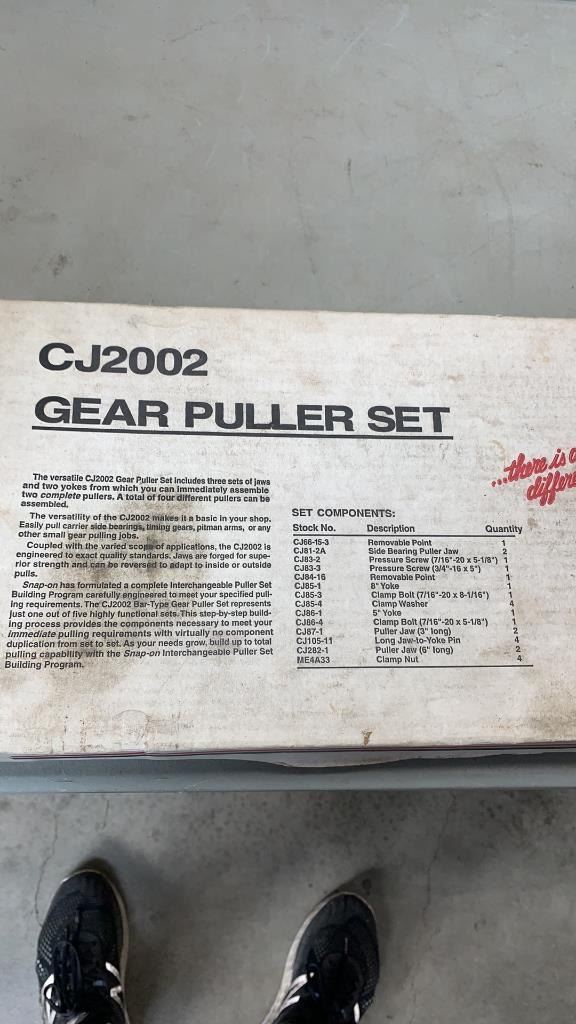 CJ2002
GEAR PULLER SET
The versatile CJ2002 Gear Puller Set includes three sets of jaws
and two yokes from which you can immediately assemble
two complete pullers. A total of four different pullers can be
assembled.
The versatility of the CJ2002 makes it a basic in your shop.
Easily pull carrier side bearings, timing gears, pitman arms, or any
other small gear pulling jobs.
Coupled with the varied scope of applications, the CJ2002 is
engineered to exact quality standards. Jaws are forged for supe-
rior strength and can be reversed to adapt to inside or outside
pulls.
Snap-on has formulated a complete Interchangeable Puller Set
Building Program carefully engineered to meet your specified pull-
ing requirements. The CJ2002 Bar-Type Gear Puller Set represents
just one out of five highly functional sets. This step-by-step build-
ing process provides the components necessary to meet your
immediate pulling requirements with virtually no component
duplication from set to set. As your needs grow, build up to total
pulling capability with the Snap-on Interchangeable Puller Set
Building Program.
...there is a
differe
SET COMPONENTS:
Stock No. Description Quantity
CJ66-15-3 Removable Point 1
CJ81-2A Side Bearing Puller Jaw 2
CJ83-2 Pressure Screw (7/16"-20 x 5-1/8") 1
CJ83-3 Pressure Screw (3/4"-16 x 5") 1
CJ84-16 Removable Point 1
CJ85-1 8" Yoke 1
CJ85-3 Clamp Bolt (7/16"-20 x 8-1/16") 1
CJ85-4 Clamp Washer 4
CJ86-1 5" Yoke 1
CJ86-4 Clamp Bolt (7/16"-20 x 5-1/8") 1
CJ87-1 Puller Jaw (3" long) 2
CJ105-11 Long Jaw-to-Yoke Pin 4
CJ282-1 Puller Jaw (6" long) 2
ME4A33 Clamp Nut 4